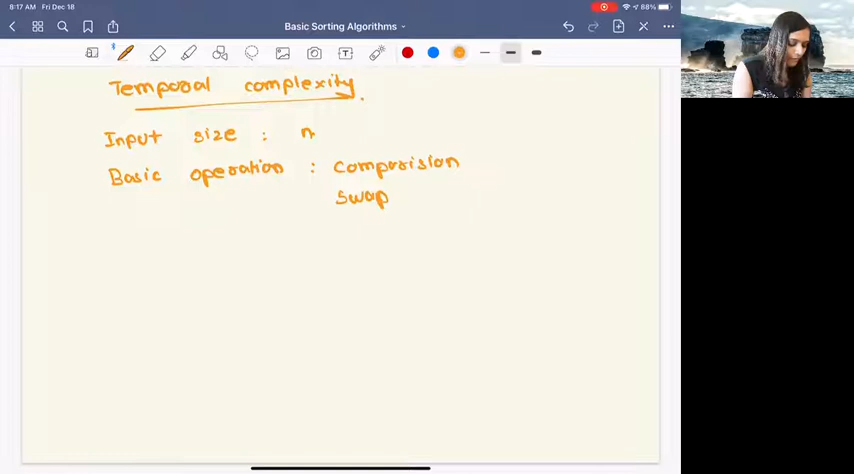 8:17 AM Fri Dec 18
88%
Basic Sorting Algorithms
Temporal complexity.
Input size : n
Basic operation : comparision
swap